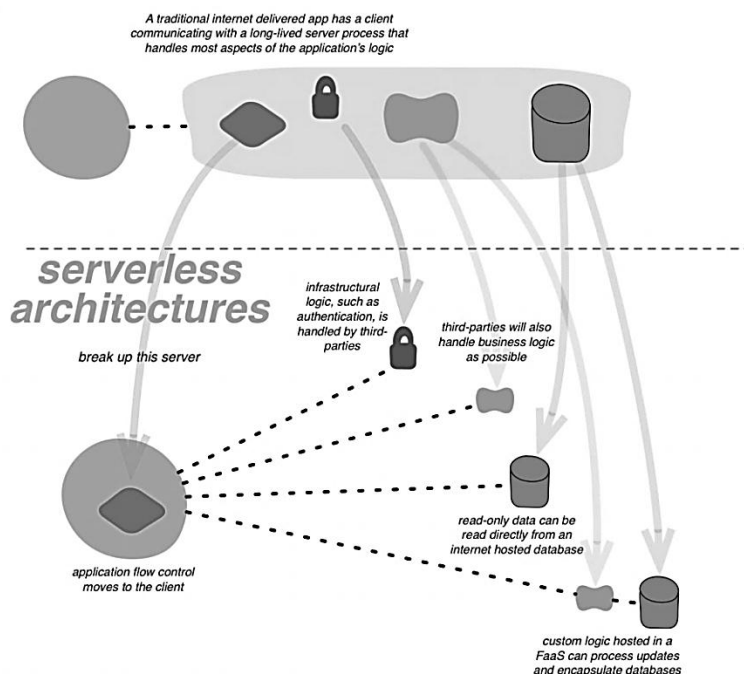 A traditional internet delivered app has a client
communicating with a long-lived server process that
handles most aspects of the application's logic
serverless
architectures
break up this server
infrastructural
logic, such as
authentication, is
handled by third-
parties
third-parties will also
handle business logic
as possible
read-only data can be
read directly from an
internet hosted database
application flow control
moves to the client
custom logic hosted in a
FaaS can process updates
and encapsulate databases